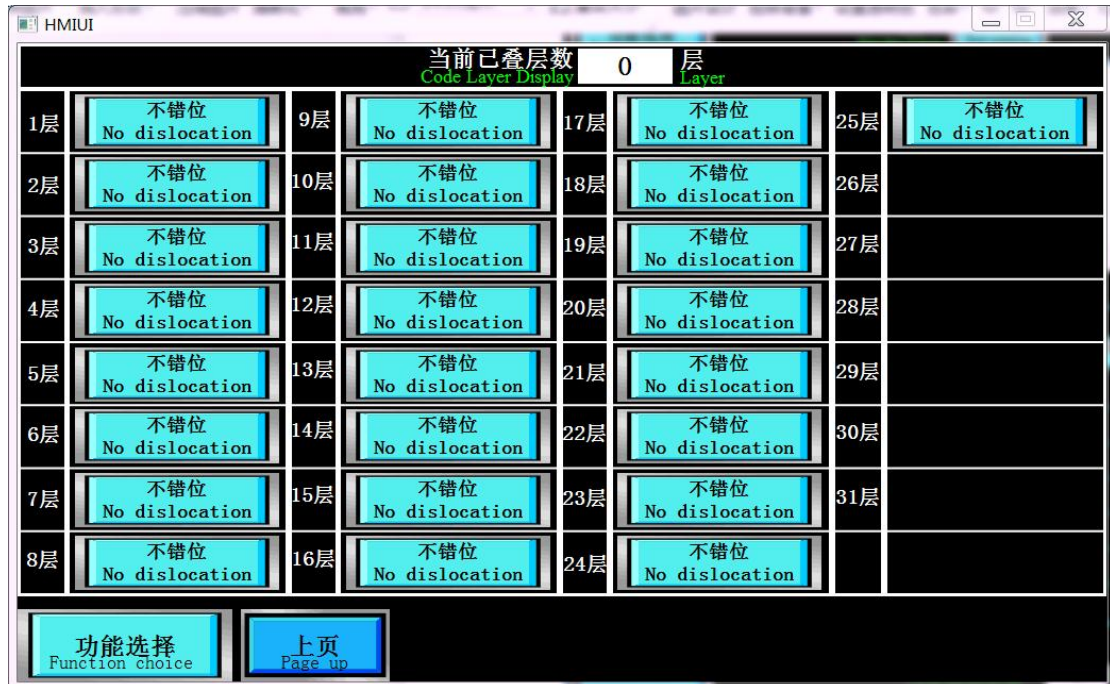 HMIUI
当前已叠层数 0 层
Code Layer Display Layer
1层 不错位 9层 不错位 17层 不错位 25层 不错位
No dislocation No dislocation No dislocation No dislocation
2层 不错位 10层 不错位 18层 不错位 26层
No dislocation No dislocation No dislocation
3层 不错位 11层 不错位 19层 不错位 27层
No dislocation No dislocation No dislocation
4层 不错位 12层 不错位 20层 不错位 28层
No dislocation No dislocation No dislocation
5层 不错位 13层 不错位 21层 不错位 29层
No dislocation No dislocation No dislocation
6层 不错位 14层 不错位 22层 不错位 30层
No dislocation No dislocation No dislocation
7层 不错位 15层 不错位 23层 不错位 31层
No dislocation No dislocation No dislocation
8层 不错位 16层 不错位 24层 不错位
No dislocation No dislocation No dislocation
功能选择 上页
Function choice Page up